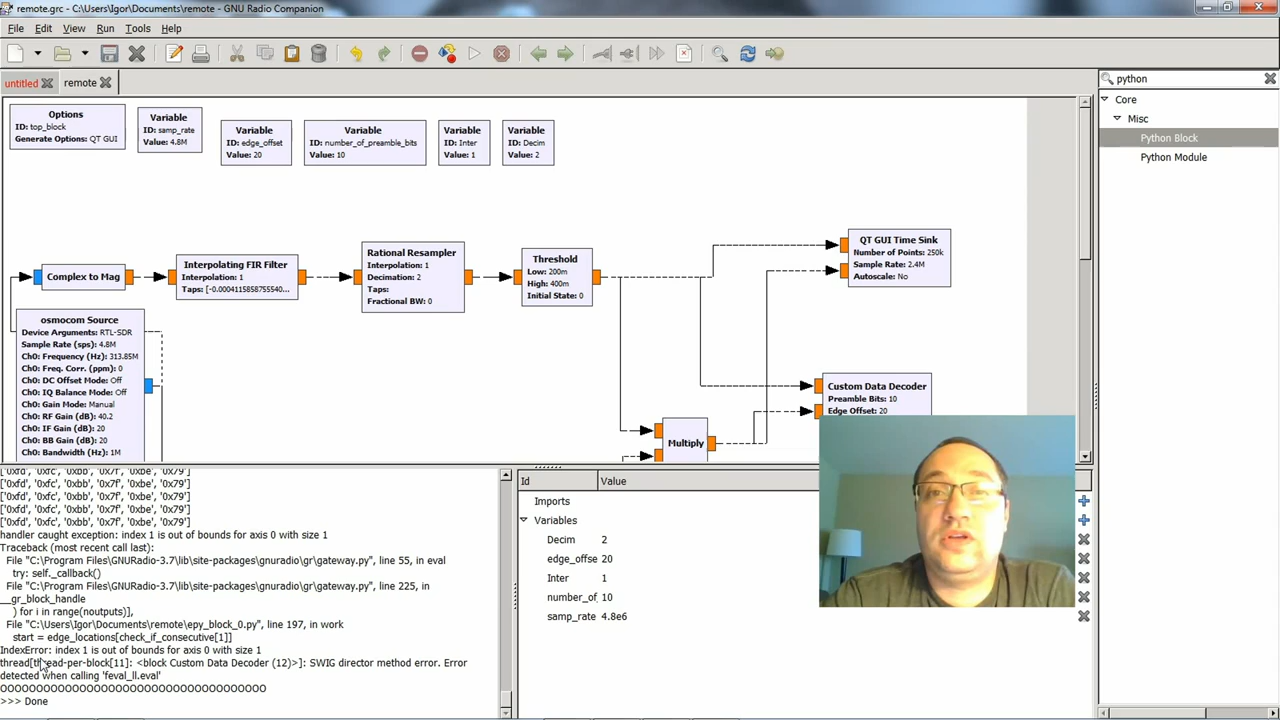 remote.grc - C:\Users\Igor\Documents\remote - GNU Radio Companion
File Edit View Run Tools Help
untitled remote
python
Core
Misc
Python Block
Python Module
Options
ID: top_block
Generate Options: QT GUI
Variable
ID: samp_rate
Value: 4.8M
Variable
ID: edge_offset
Value: 20
Variable
ID: number_of_preamble_bits
Value: 10
Variable
ID: Inter
Value: 1
Variable
ID: Decim
Value: 2
Complex to Mag
Interpolating FIR Filter
Interpolation: 1
Taps: [-0.0004115858755540...
Rational Resampler
Interpolation: 1
Decimation: 2
Taps:
Fractional BW: 0
Threshold
Low: 200m
High: 400m
Initial State: 0
QT GUI Time Sink
Number of Points: 250k
Sample Rate: 2.4M
Autoscale: No
osmocom Source
Device Arguments: RTL-SDR
Sample Rate (sps): 4.8M
Ch0: Frequency (Hz): 313.85M
Ch0: Freq. Corr. (ppm): 0
Ch0: DC Offset Mode: Off
Ch0: IQ Balance Mode: Off
Ch0: Gain Mode: Manual
Ch0: RF Gain (dB): 40.2
Ch0: IF Gain (dB): 20
Ch0: BB Gain (dB): 20
Ch0: Bandwidth (Hz): 1M
Custom Data Decoder
Preamble Bits: 10
Edge Offset: 20
Multiply
['0xfd', '0xfc', '0xbb', '0x7f', '0xbe', '0x79']
['0xfd', '0xfc', '0xbb', '0x7f', '0xbe', '0x79']
['0xfd', '0xfc', '0xbb', '0x7f', '0xbe', '0x79']
['0xfd', '0xfc', '0xbb', '0x7f', '0xbe', '0x79']
['0xfd', '0xfc', '0xbb', '0x7f', '0xbe', '0x79']
handler caught exception: index 1 is out of bounds for axis 0 with size 1
Traceback (most recent call last):
File "C:\Program Files\GNURadio-3.7\lib\site-packages\gnuradio\gr\gateway.py", line 55, in eval
try: self._callback()
File "C:\Program Files\GNURadio-3.7\lib\site-packages\gnuradio\gr\gateway.py", line 225, in
__gr_block_handle
) for i in range(noutputs)],
File "C:\Users\Igor\Documents\remote\epy_block_0.py", line 197, in work
start = edge_locations[check_if_consecutive[1]]
IndexError: index 1 is out of bounds for axis 0 with size 1
thread[thread-per-block[11]: <block Custom Data Decoder (12)>]: SWIG director method error. Error
detected when calling 'feval_ll.eval'
OOOOOOOOOOOOOOOOOOOOOOOOOOOOOOOOOOOOO
>>> Done
Id Value
Imports
Variables
Decim 2
edge_offse 20
Inter 1
number_of_ 10
samp_rate 4.8e6